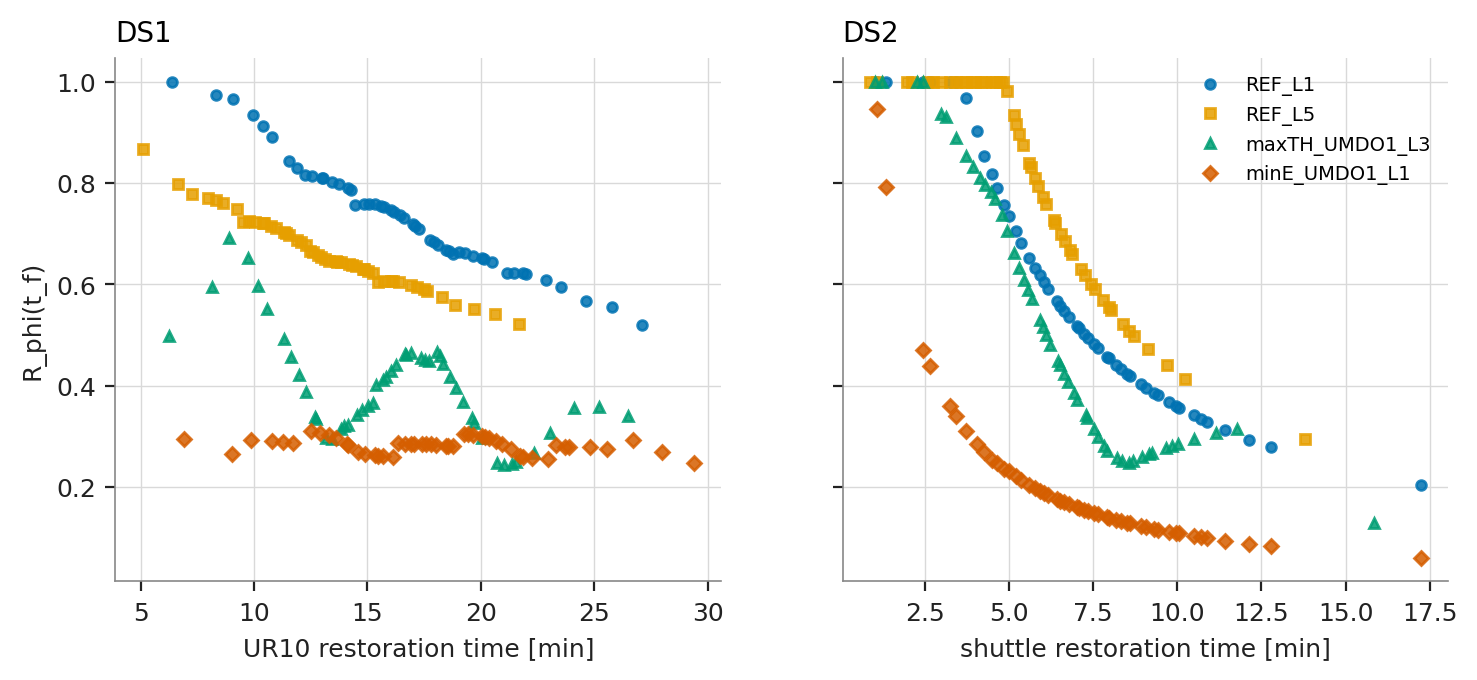 DS1
DS2
1.0
0.8
0.6
0.4
0.2
R_phi(t_f)
5
10
15
20
25
30
UR10 restoration time [min]
REF_L1
REF_L5
maxTH_UMDO1_L3
minE_UMDO1_L1
2.5
5.0
7.5
10.0
12.5
15.0
17.5
shuttle restoration time [min]